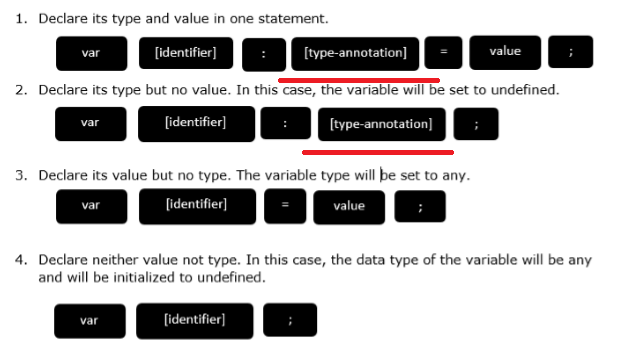 1. Declare its type and value in one statement.
var [identifier] : [type-annotation] = value ;
2. Declare its type but no value. In this case, the variable will be set to undefined.
var [identifier] : [type-annotation] ;
3. Declare its value but no type. The variable type will be set to any.
var [identifier] = value ;
4. Declare neither value not type. In this case, the data type of the variable will be any
and will be initialized to undefined.
var [identifier] ;